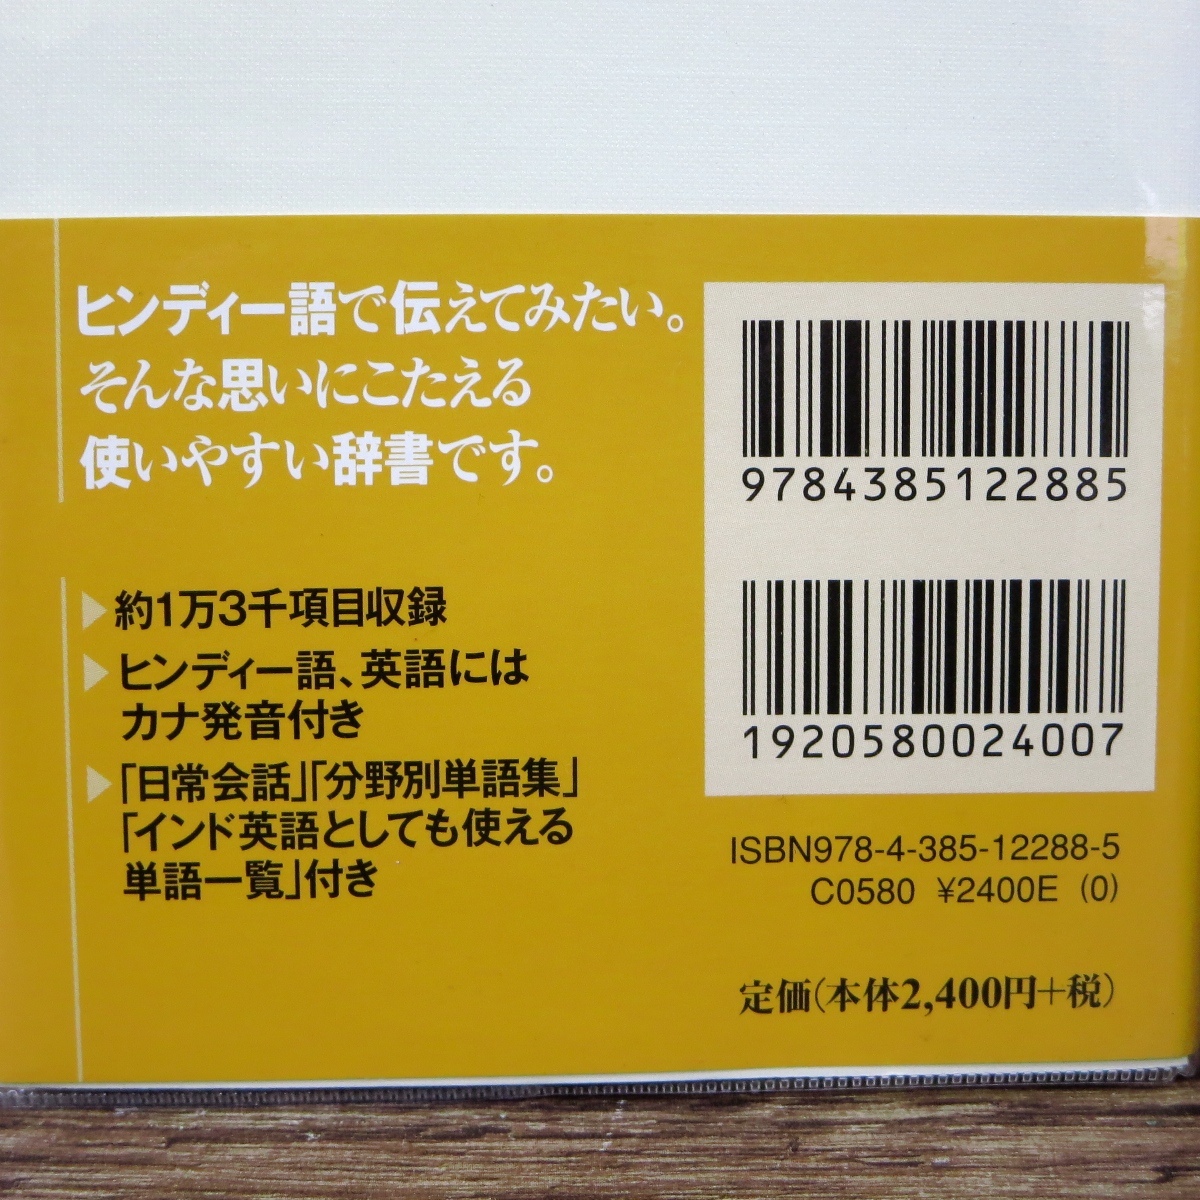 ヒンディー語で伝えてみたい。
そんな思いにこたえる
使いやすい辞書です。
約1万3千項目収録
ヒンディー語、英語には
カナ発音付き
「日常会話」「分野別単語集」
「インド英語としても使える
単語一覧」付き
9784385122885
1920580024007
ISBN978-4-385-12288-5
C0580 ¥2400E (0)
定価(本体2,400円+税)